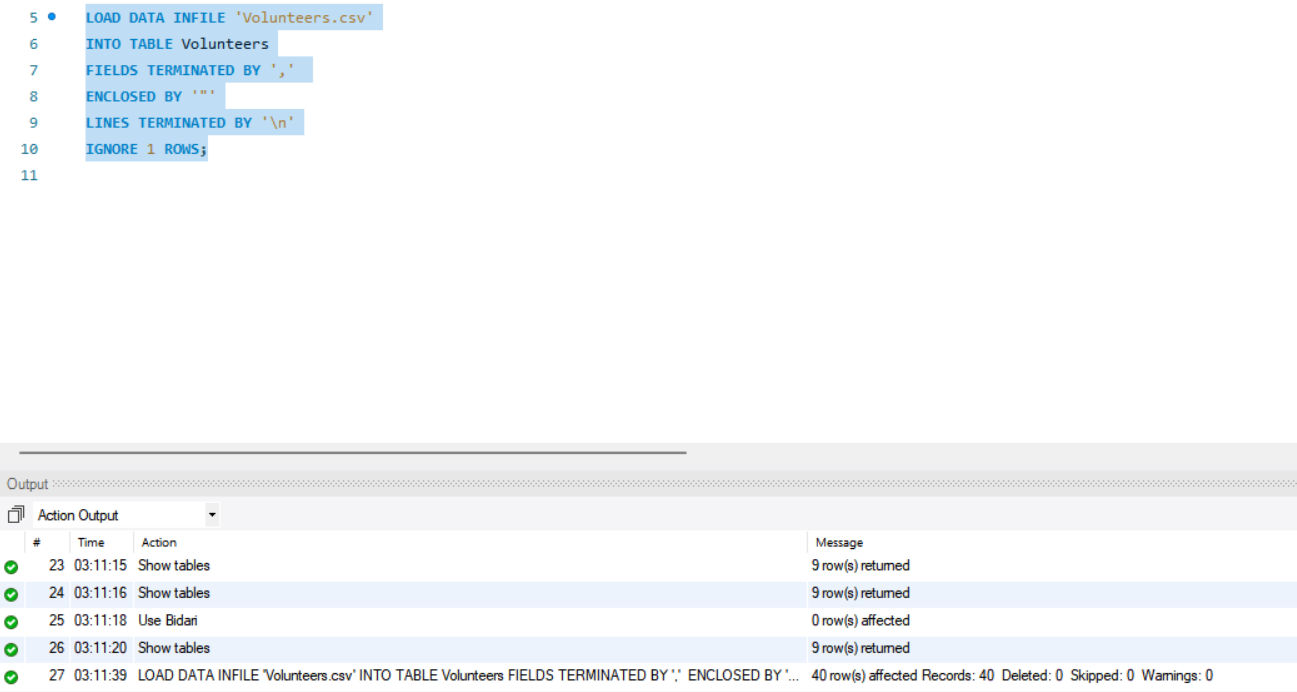 5 LOAD DATA INFILE 'Volunteers.csv'
6 INTO TABLE Volunteers
7 FIELDS TERMINATED BY ','
8 ENCLOSED BY '"'
9 LINES TERMINATED BY '\n'
10 IGNORE 1 ROWS;
11
Output
Action Output
# Time Action Message
23 03:11:15 Show tables 9 row(s) returned
24 03:11:16 Show tables 9 row(s) returned
25 03:11:18 Use Bidari 0 row(s) affected
26 03:11:20 Show tables 9 row(s) returned
27 03:11:39 LOAD DATA INFILE 'Volunteers.csv' INTO TABLE Volunteers FIELDS TERMINATED BY ',' ENCLOSED BY '... 40 row(s) affected Records: 40 Deleted: 0 Skipped: 0 Warnings: 0